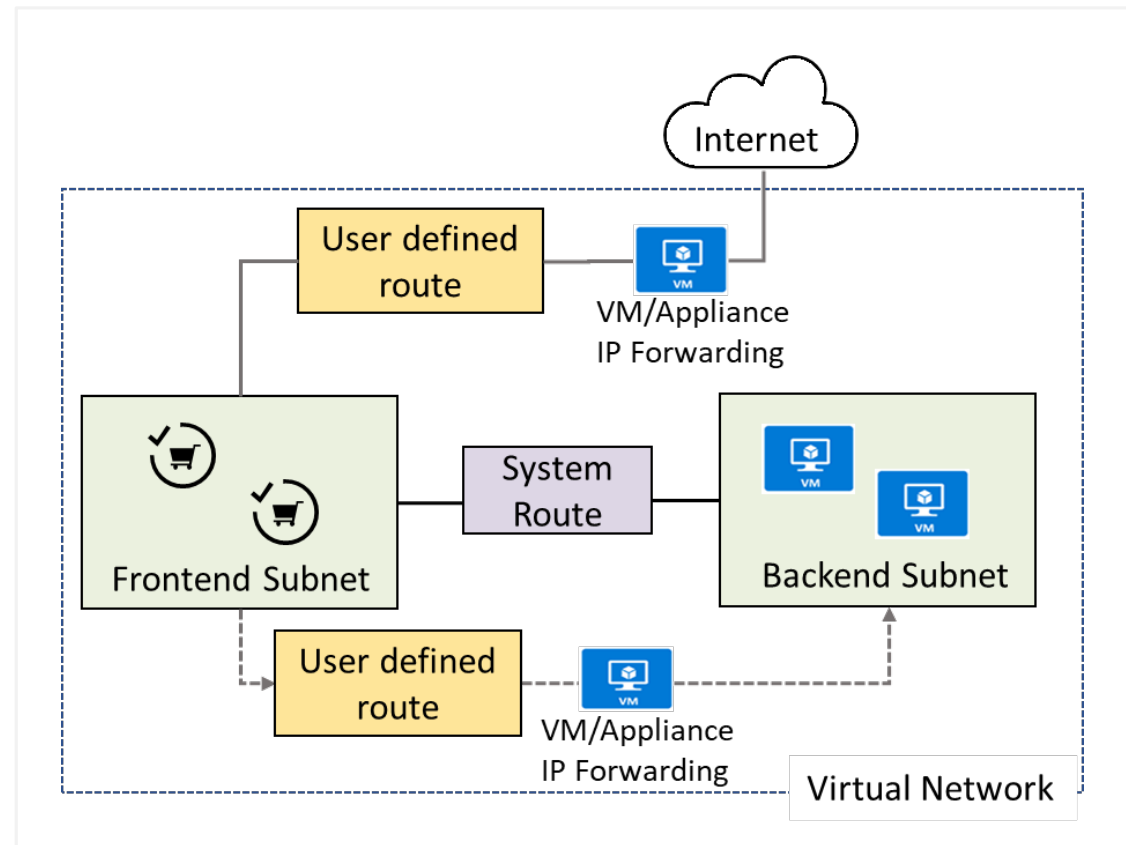 Internet
User defined
route
VM
VM/Appliance
IP Forwarding
System
Route
Frontend Subnet
VM
VM
Backend Subnet
User defined
route
VM
VM/Appliance
IP Forwarding
Virtual Network